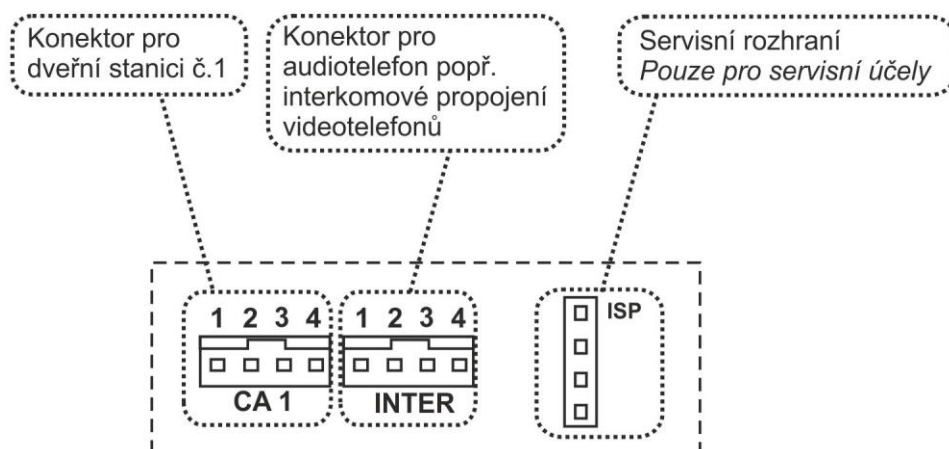 Konektor pro
dveřní stanici č.1
Konektor pro
audiotelefon popř.
interkomové propojení
videotelefonů
Servisní rozhraní
Pouze pro servisní účely
1 2 3 4
CA 1
1 2 3 4
INTER
ISP